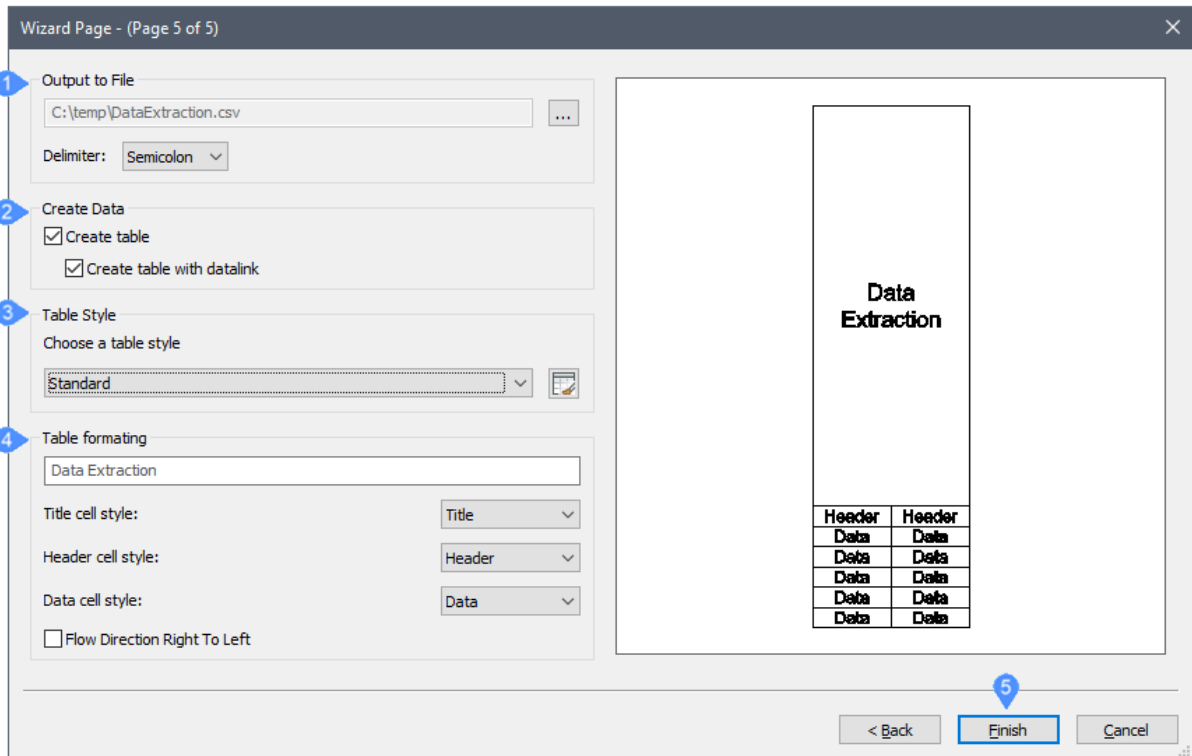 Wizard Page - (Page 5 of 5)
1
Output to File
C:\temp\DataExtraction.csv
...
Delimiter: Semicolon
2
Create Data
Create table
Create table with datalink
3
Table Style
Choose a table style
Standard
4
Table formating
Data Extraction
Title cell style: Title
Header cell style: Header
Data cell style: Data
Flow Direction Right To Left
Data
Extraction
Header Header
Data Data
Data Data
Data Data
Data Data
Data Data
5
< Back Finish Cancel